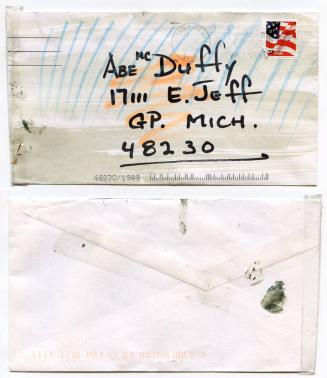 ABE MC Duffy
17111 E. Jeff
GP. MICH.
48230
48230/1949